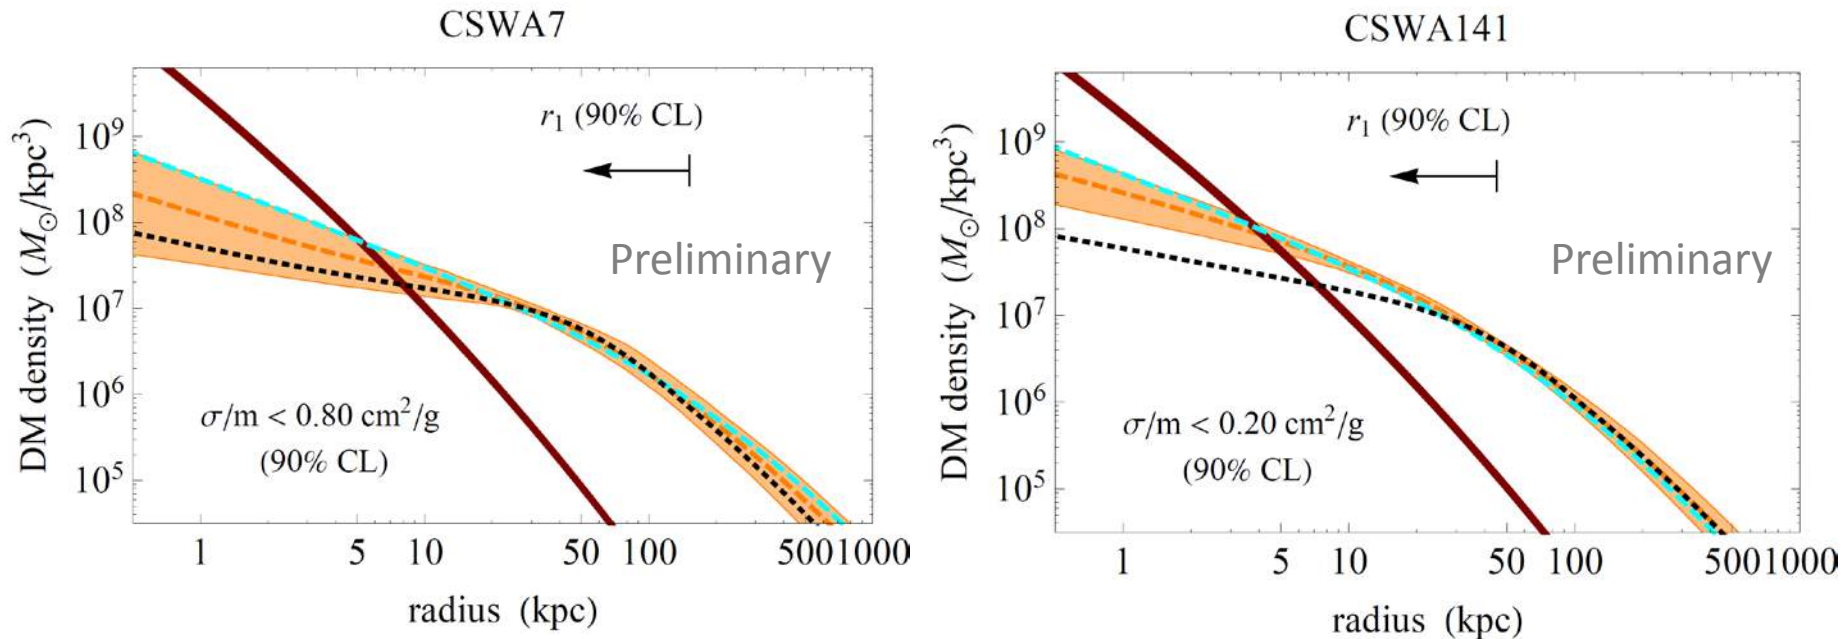 CSWA7
DM density (M☉/kpc³)
10⁹
10⁸
10⁷
10⁶
10⁵
r₁ (90% CL)
Preliminary
σ/m < 0.80 cm²/g
(90% CL)
1 5 10 50 100 5001000
radius (kpc)
CSWA141
DM density (M☉/kpc³)
10⁹
10⁸
10⁷
10⁶
10⁵
r₁ (90% CL)
Preliminary
σ/m < 0.20 cm²/g
(90% CL)
1 5 10 50 100 5001000
radius (kpc)